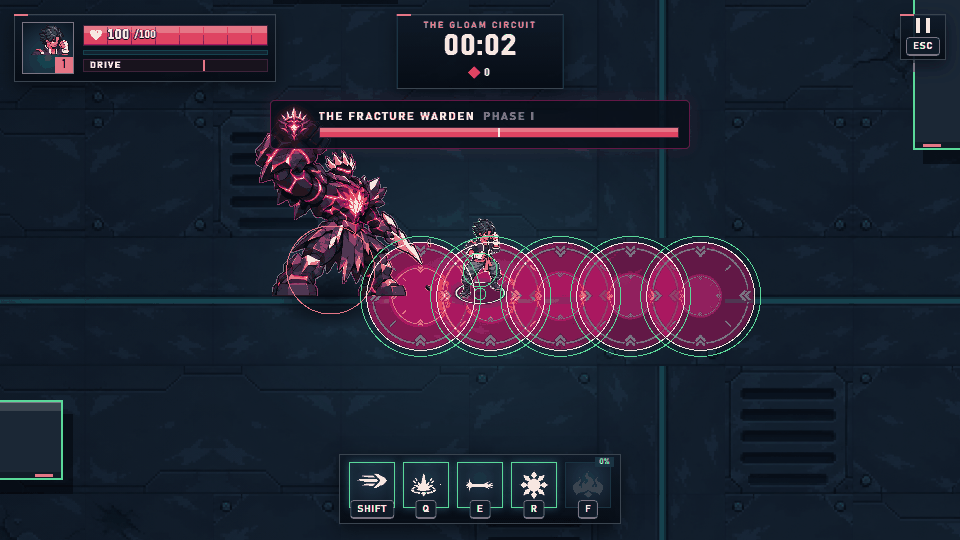 100 /100
1
DRIVE
THE GLOAM CIRCUIT
00:02
0
ESC
THE FRACTURE WARDEN PHASE I
0%
SHIFT
Q
E
R
F